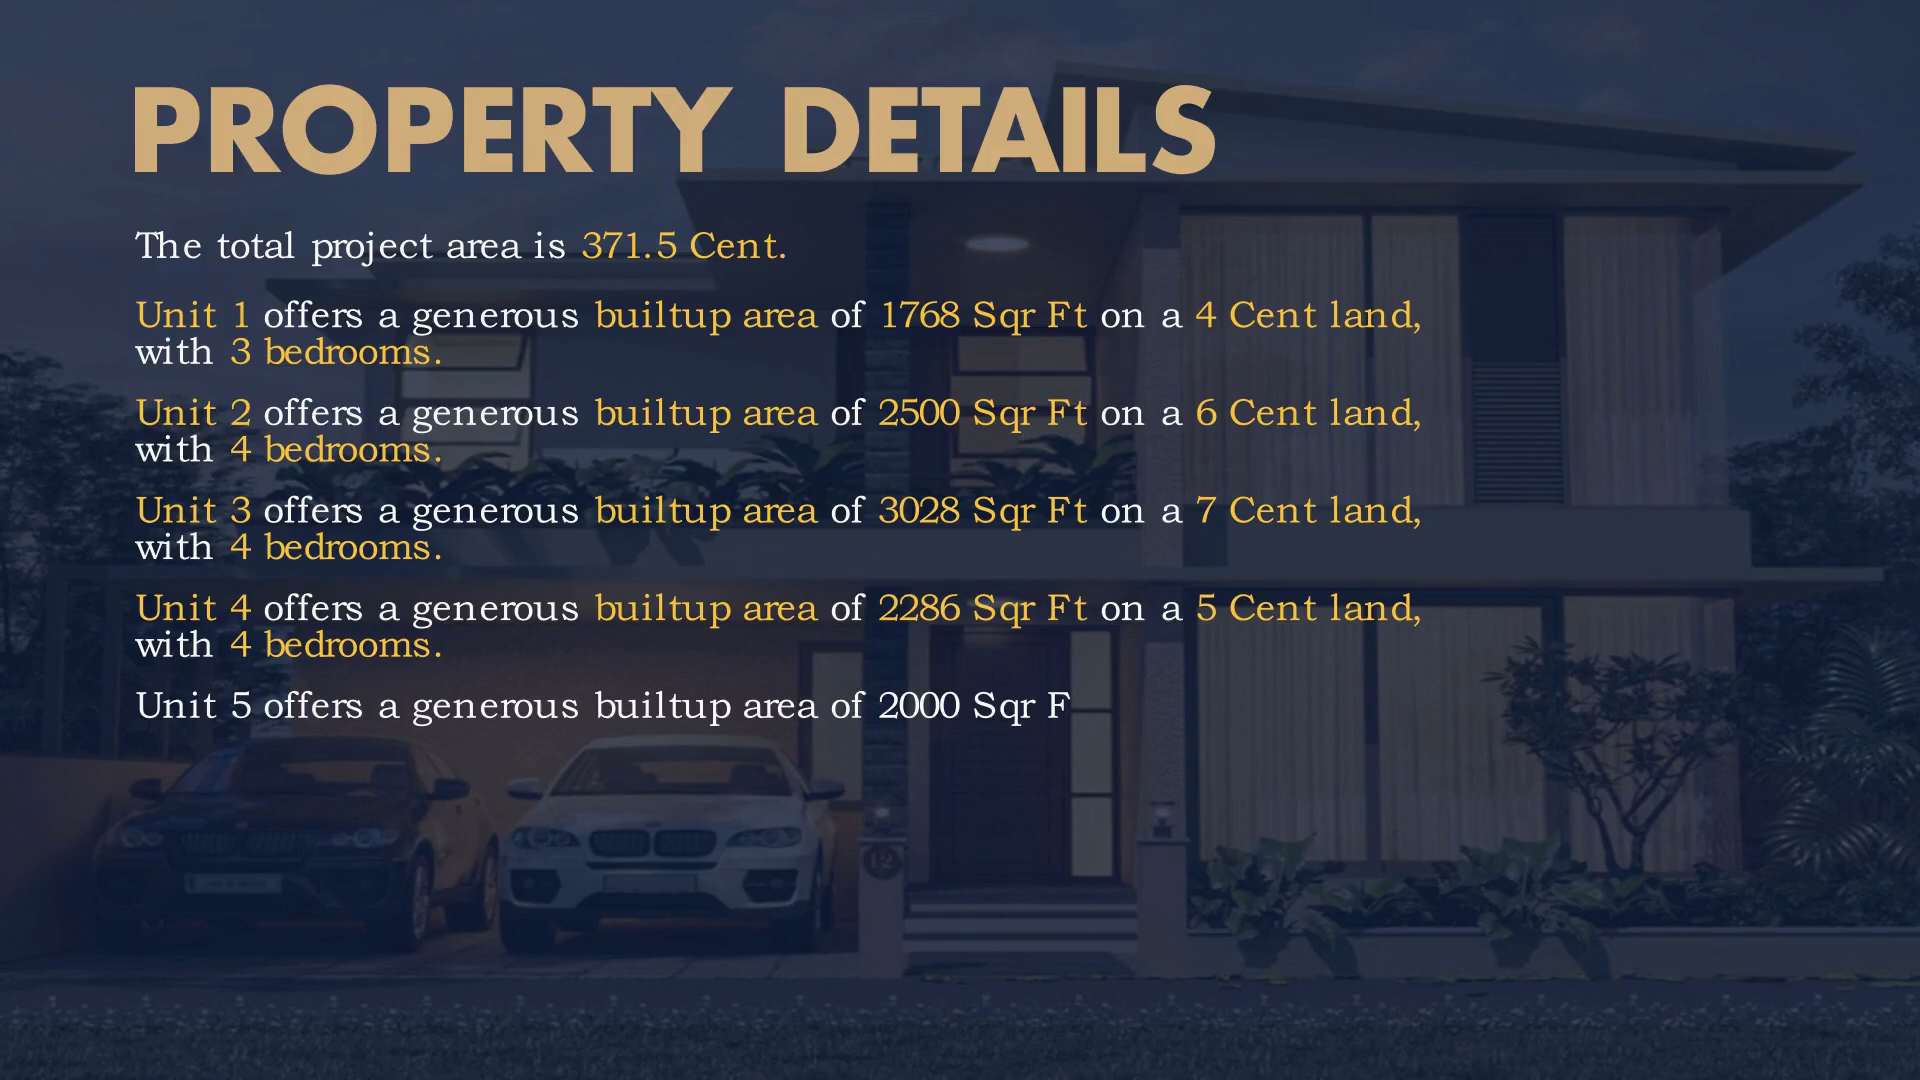 PROPERTY DETAILS
The total project area is 371.5 Cent.
Unit 1 offers a generous builtup area of 1768 Sqr Ft on a 4 Cent land,
with 3 bedrooms.
Unit 2 offers a generous builtup area of 2500 Sqr Ft on a 6 Cent land,
with 4 bedrooms.
Unit 3 offers a generous builtup area of 3028 Sqr Ft on a 7 Cent land,
with 4 bedrooms.
Unit 4 offers a generous builtup area of 2286 Sqr Ft on a 5 Cent land,
with 4 bedrooms.
Unit 5 offers a generous builtup area of 2000 Sqr F
12